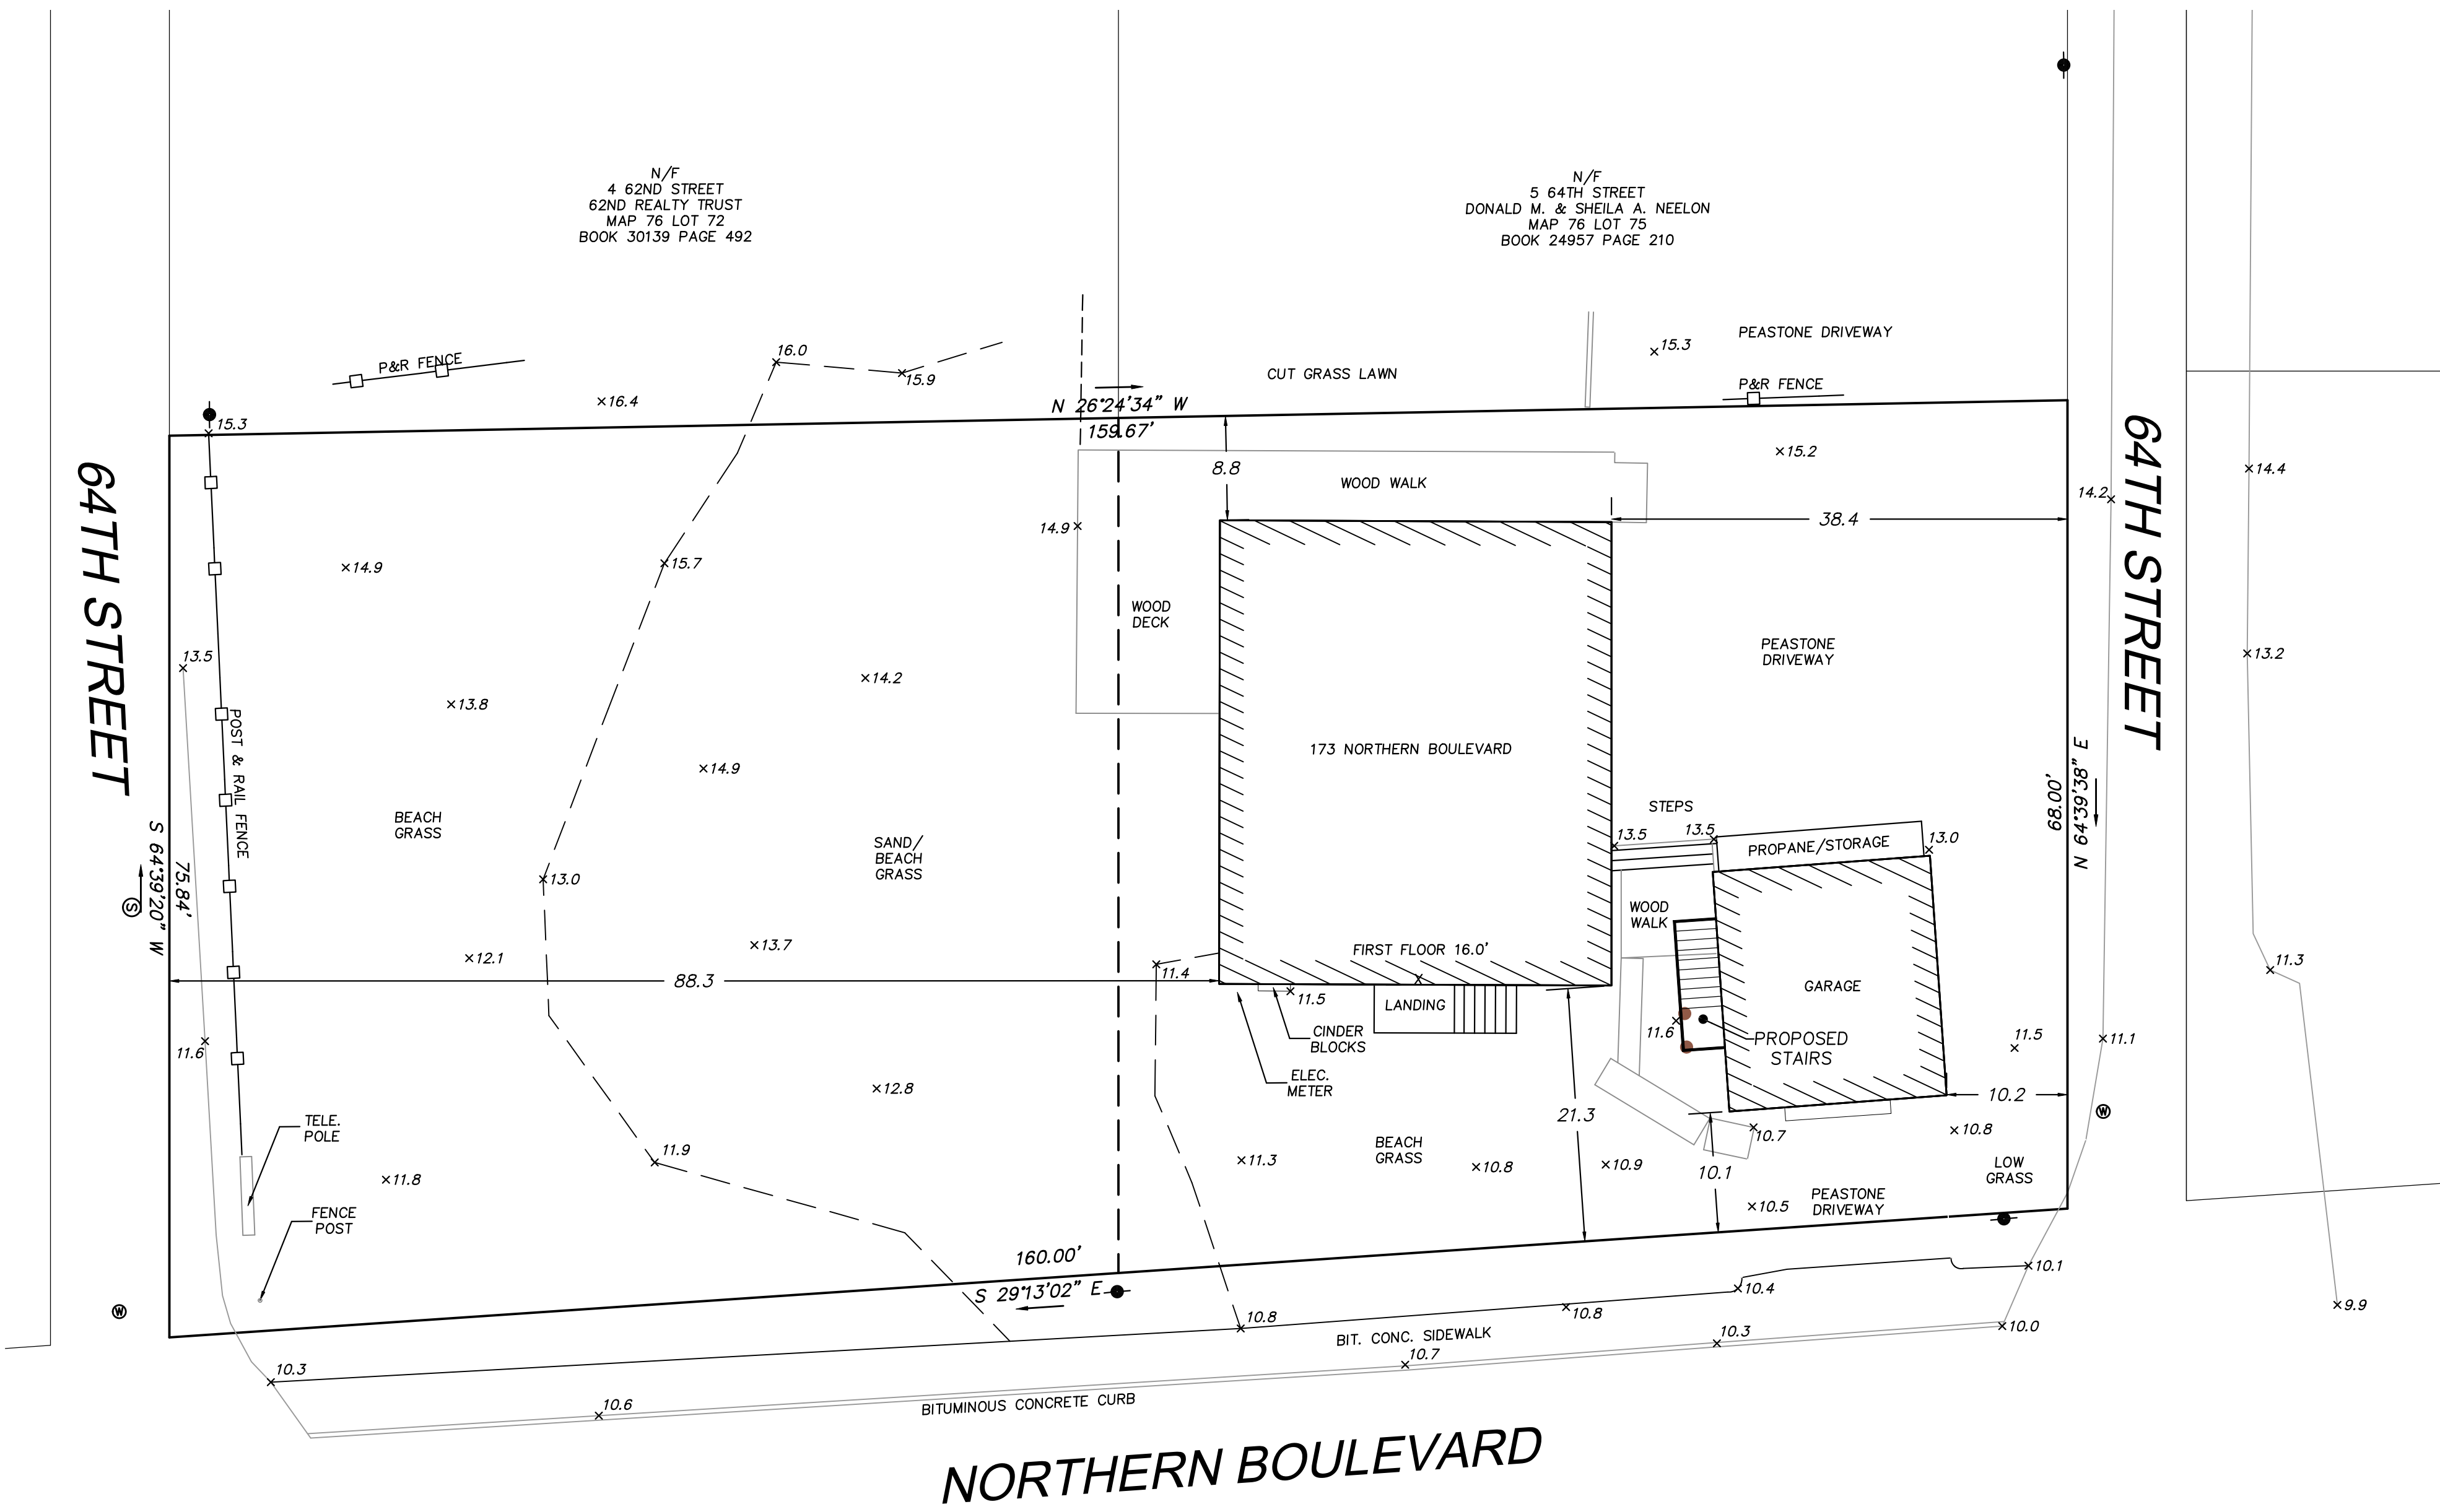 N/F
4 62ND STREET
62ND REALTY TRUST
MAP 76 LOT 72
BOOK 30139 PAGE 492
N/F
5 64TH STREET
DONALD M. & SHEILA A. NEELON
MAP 76 LOT 75
BOOK 24957 PAGE 210
PEASTONE DRIVEWAY
15.3
16.0
15.9
P&R FENCE
CUT GRASS LAWN
P&R FENCE
16.4
N 26°24'34" W
159.67'
15.3
8.8
15.2
WOOD WALK
14.4
14.2
38.4
14.9
14.9
15.7
64TH STREET
64TH STREET
WOOD
DECK
PEASTONE
DRIVEWAY
13.5
13.2
14.2
13.8
173 NORTHERN BOULEVARD
14.9
POST & RAIL FENCE
68.00'
N 64°39'38" E
STEPS
BEACH
GRASS
SAND/
BEACH
GRASS
13.5
13.5
PROPANE/STORAGE
13.0
13.0
S 64°39'20" W
75.84'
S
WOOD
WALK
13.7
12.1
FIRST FLOOR 16.0'
11.4
11.3
88.3
GARAGE
11.5
LANDING
CINDER
BLOCKS
11.6
PROPOSED
STAIRS
11.5
11.1
11.6
ELEC.
METER
12.8
10.2
21.3
W
TELE.
POLE
10.7
10.8
11.9
BEACH
GRASS
11.3
10.8
10.9
10.1
LOW
GRASS
11.8
PEASTONE
DRIVEWAY
10.5
FENCE
POST
160.00'
S 29°13'02" E
10.1
10.4
W
10.8
10.8
9.9
BIT. CONC. SIDEWALK
10.3
10.0
10.7
10.3
10.6
BITUMINOUS CONCRETE CURB
NORTHERN BOULEVARD